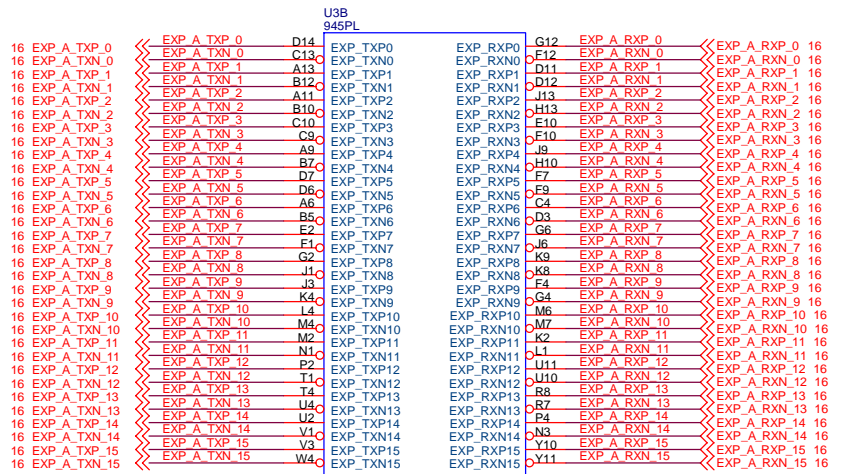 U3B
945PL
16 EXP_A_TXP_0 EXP_A_TXP_0 D14 EXP_TXP0 EXP_RXP0 G12 EXP_A_RXP_0 EXP_A_RXP_0 16
16 EXP_A_TXN_0 EXP_A_TXN_0 C13 EXP_TXN0 EXP_RXN0 F12 EXP_A_RXN_0 EXP_A_RXN_0 16
16 EXP_A_TXP_1 EXP_A_TXP_1 A13 EXP_TXP1 EXP_RXP1 D11 EXP_A_RXP_1 EXP_A_RXP_1 16
16 EXP_A_TXN_1 EXP_A_TXN_1 B12 EXP_TXN1 EXP_RXN1 D12 EXP_A_RXN_1 EXP_A_RXN_1 16
16 EXP_A_TXP_2 EXP_A_TXP_2 A11 EXP_TXP2 EXP_RXP2 J13 EXP_A_RXP_2 EXP_A_RXP_2 16
16 EXP_A_TXN_2 EXP_A_TXN_2 B10 EXP_TXN2 EXP_RXN2 H13 EXP_A_RXN_2 EXP_A_RXN_2 16
16 EXP_A_TXP_3 EXP_A_TXP_3 C10 EXP_TXP3 EXP_RXP3 E10 EXP_A_RXP_3 EXP_A_RXP_3 16
16 EXP_A_TXN_3 EXP_A_TXN_3 C9 EXP_TXN3 EXP_RXN3 F10 EXP_A_RXN_3 EXP_A_RXN_3 16
16 EXP_A_TXP_4 EXP_A_TXP_4 A9 EXP_TXP4 EXP_RXP4 J9 EXP_A_RXP_4 EXP_A_RXP_4 16
16 EXP_A_TXN_4 EXP_A_TXN_4 B7 EXP_TXN4 EXP_RXN4 H10 EXP_A_RXN_4 EXP_A_RXN_4 16
16 EXP_A_TXP_5 EXP_A_TXP_5 D7 EXP_TXP5 EXP_RXP5 F7 EXP_A_RXP_5 EXP_A_RXP_5 16
16 EXP_A_TXN_5 EXP_A_TXN_5 D6 EXP_TXN5 EXP_RXN5 F9 EXP_A_RXN_5 EXP_A_RXN_5 16
16 EXP_A_TXP_6 EXP_A_TXP_6 A6 EXP_TXP6 EXP_RXP6 C4 EXP_A_RXP_6 EXP_A_RXP_6 16
16 EXP_A_TXN_6 EXP_A_TXN_6 B5 EXP_TXN6 EXP_RXN6 D3 EXP_A_RXN_6 EXP_A_RXN_6 16
16 EXP_A_TXP_7 EXP_A_TXP_7 E2 EXP_TXP7 EXP_RXP7 G6 EXP_A_RXP_7 EXP_A_RXP_7 16
16 EXP_A_TXN_7 EXP_A_TXN_7 F1 EXP_TXN7 EXP_RXN7 J6 EXP_A_RXN_7 EXP_A_RXN_7 16
16 EXP_A_TXP_8 EXP_A_TXP_8 G2 EXP_TXP8 EXP_RXP8 K9 EXP_A_RXP_8 EXP_A_RXP_8 16
16 EXP_A_TXN_8 EXP_A_TXN_8 J1 EXP_TXN8 EXP_RXN8 K8 EXP_A_RXN_8 EXP_A_RXN_8 16
16 EXP_A_TXP_9 EXP_A_TXP_9 J3 EXP_TXP9 EXP_RXP9 F4 EXP_A_RXP_9 EXP_A_RXP_9 16
16 EXP_A_TXN_9 EXP_A_TXN_9 K4 EXP_TXN9 EXP_RXN9 G4 EXP_A_RXN_9 EXP_A_RXN_9 16
16 EXP_A_TXP_10 EXP_A_TXP_10 L4 EXP_TXP10 EXP_RXP10 M6 EXP_A_RXP_10 EXP_A_RXP_10 16
16 EXP_A_TXN_10 EXP_A_TXN_10 M4 EXP_TXN10 EXP_RXN10 M7 EXP_A_RXN_10 EXP_A_RXN_10 16
16 EXP_A_TXP_11 EXP_A_TXP_11 M2 EXP_TXP11 EXP_RXP11 K2 EXP_A_RXP_11 EXP_A_RXP_11 16
16 EXP_A_TXN_11 EXP_A_TXN_11 N1 EXP_TXN11 EXP_RXN11 L1 EXP_A_RXN_11 EXP_A_RXN_11 16
16 EXP_A_TXP_12 EXP_A_TXP_12 P2 EXP_TXP12 EXP_RXP12 U11 EXP_A_RXP_12 EXP_A_RXP_12 16
16 EXP_A_TXN_12 EXP_A_TXN_12 T1 EXP_TXN12 EXP_RXN12 U10 EXP_A_RXN_12 EXP_A_RXN_12 16
16 EXP_A_TXP_13 EXP_A_TXP_13 T4 EXP_TXP13 EXP_RXP13 R8 EXP_A_RXP_13 EXP_A_RXP_13 16
16 EXP_A_TXN_13 EXP_A_TXN_13 U4 EXP_TXN13 EXP_RXN13 R7 EXP_A_RXN_13 EXP_A_RXN_13 16
16 EXP_A_TXP_14 EXP_A_TXP_14 U2 EXP_TXP14 EXP_RXP14 P4 EXP_A_RXP_14 EXP_A_RXP_14 16
16 EXP_A_TXN_14 EXP_A_TXN_14 V1 EXP_TXN14 EXP_RXN14 N3 EXP_A_RXN_14 EXP_A_RXN_14 16
16 EXP_A_TXP_15 EXP_A_TXP_15 V3 EXP_TXP15 EXP_RXP15 Y10 EXP_A_RXP_15 EXP_A_RXP_15 16
16 EXP_A_TXN_15 EXP_A_TXN_15 W4 EXP_TXN15 EXP_RXN15 Y11 EXP_A_RXN_15 EXP_A_RXN_15 16